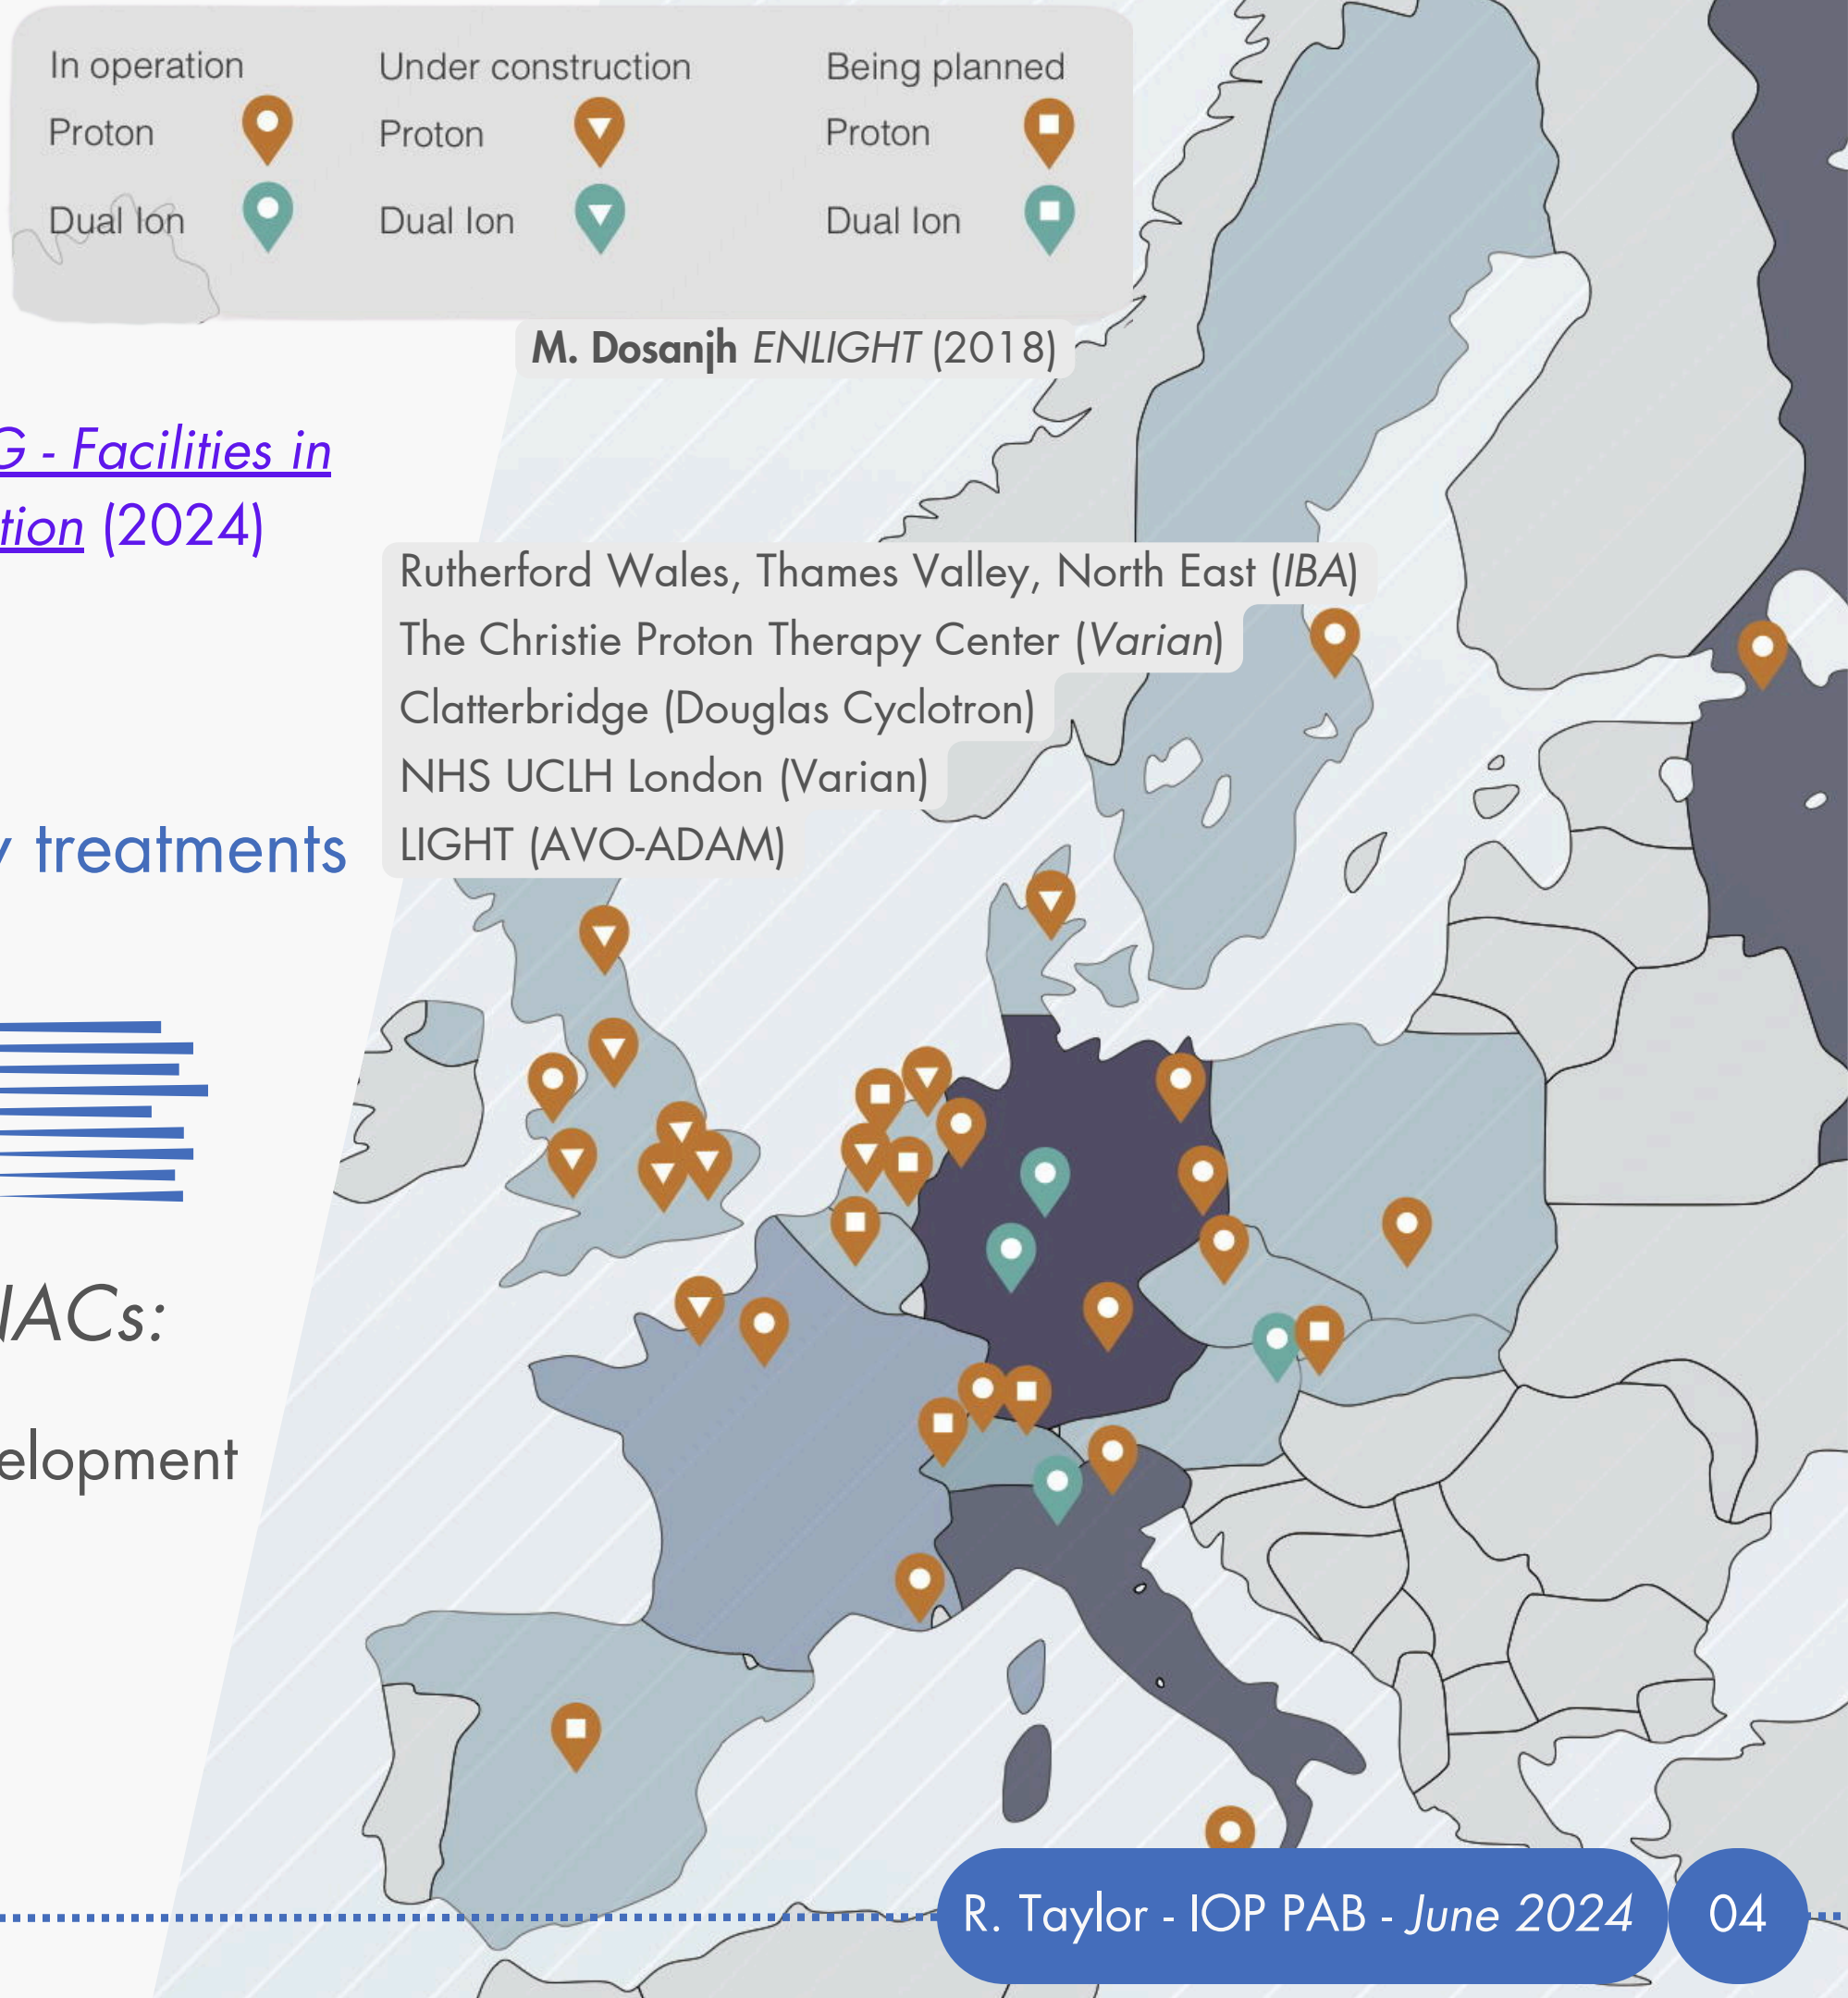 In operation Under construction Being planned
Proton Proton Proton
Dual Ion Dual Ion Dual Ion
M. Dosanjh ENLIGHT (2018)
G - Facilities in
tion (2024)
Rutherford Wales, Thames Valley, North East (IBA)
The Christie Proton Therapy Center (Varian)
Clatterbridge (Douglas Cyclotron)
NHS UCLH London (Varian)
LIGHT (AVO-ADAM)
y treatments
NACs:
elopment
R. Taylor - IOP PAB - June 2024 04